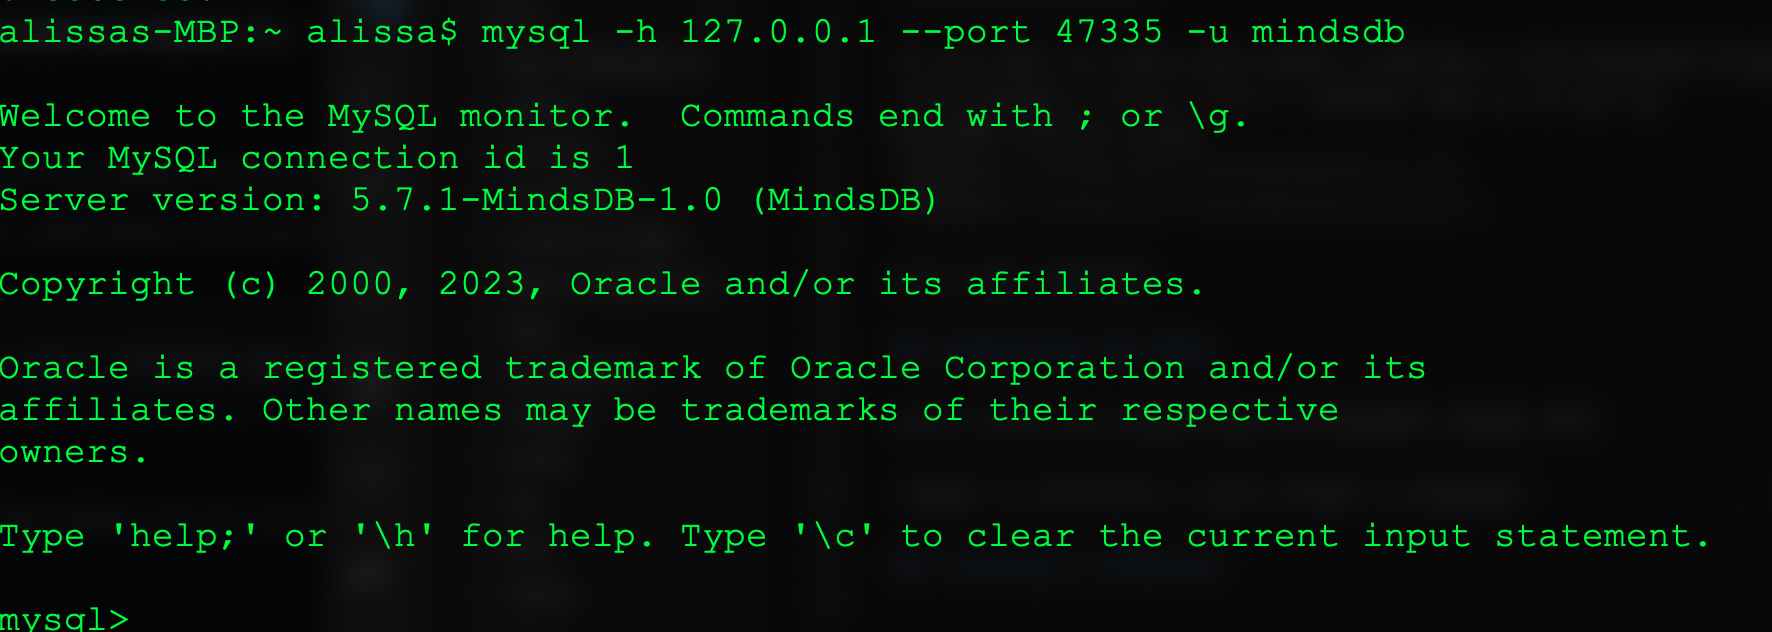 alissas-MBP:~ alissa$ mysql -h 127.0.0.1 --port 47335 -u mindsdb
Welcome to the MySQL monitor.  Commands end with ; or \g.
Your MySQL connection id is 1
Server version: 5.7.1-MindsDB-1.0 (MindsDB)
Copyright (c) 2000, 2023, Oracle and/or its affiliates.
Oracle is a registered trademark of Oracle Corporation and/or its
affiliates. Other names may be trademarks of their respective
owners.
Type 'help;' or '\h' for help. Type '\c' to clear the current input statement.
mysql>